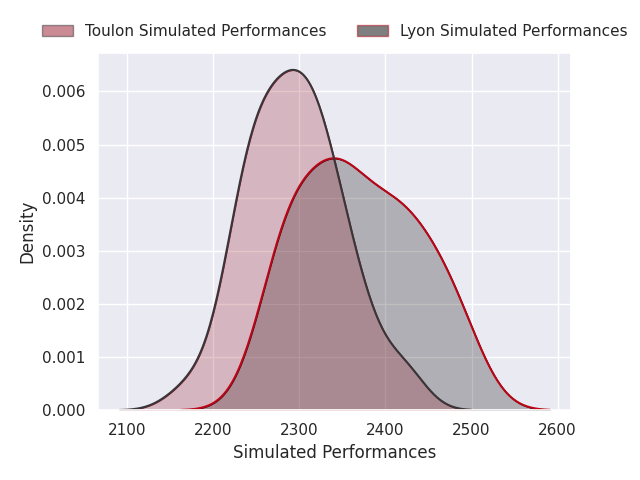 Toulon Simulated Performances
Lyon Simulated Performances
Density
0.006
0.005
0.004
0.003
0.002
0.001
0.000
2100 2200 2300 2400 2500 2600
Simulated Performances